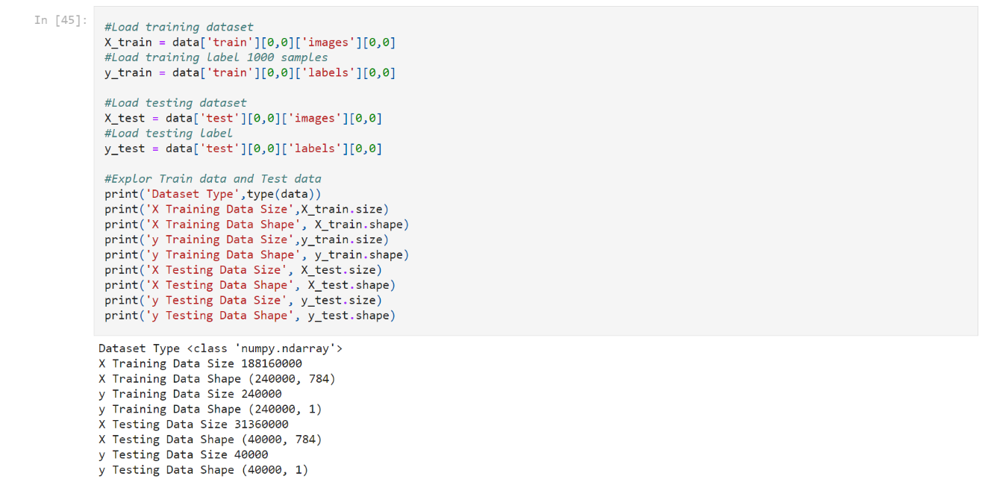 In [45]:
#Load training dataset
X_train = data['train'][0,0]['images'][0,0]
#Load training label 1000 samples
y_train = data['train'][0,0]['labels'][0,0]
#Load testing dataset
X_test = data['test'][0,0]['images'][0,0]
#Load testing label
y_test = data['test'][0,0]['labels'][0,0]
#Explor Train data and Test data
print('Dataset Type',type(data))
print('X Training Data Size',X_train.size)
print('X Training Data Shape', X_train.shape)
print('y Training Data Size',y_train.size)
print('y Training Data Shape', y_train.shape)
print('X Testing Data Size', X_test.size)
print('X Testing Data Shape', X_test.shape)
print('y Testing Data Size', y_test.size)
print('y Testing Data Shape', y_test.shape)
Dataset Type <class 'numpy.ndarray'>
X Training Data Size 188160000
X Training Data Shape (240000, 784)
y Training Data Size 240000
y Training Data Shape (240000, 1)
X Testing Data Size 31360000
X Testing Data Shape (40000, 784)
y Testing Data Size 40000
y Testing Data Shape (40000, 1)